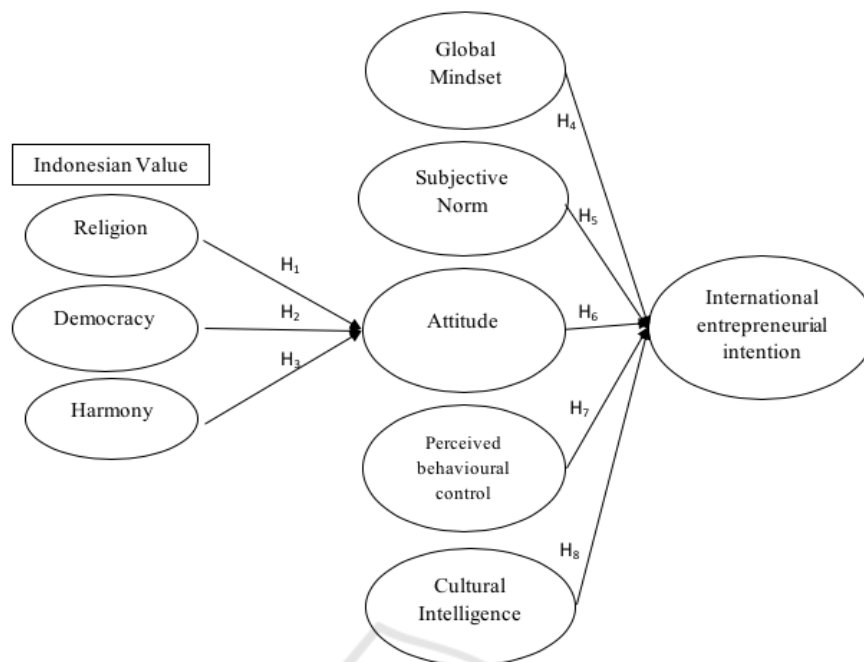 Indonesian Value
Religion
Democracy
Harmony
H₁
H₂
H₃
Global
Mindset
Subjective
Norm
Attitude
Perceived
behavioural
control
Cultural
Intelligence
H₄
H₅
H₆
H₇
H₈
International
entrepreneurial
intention